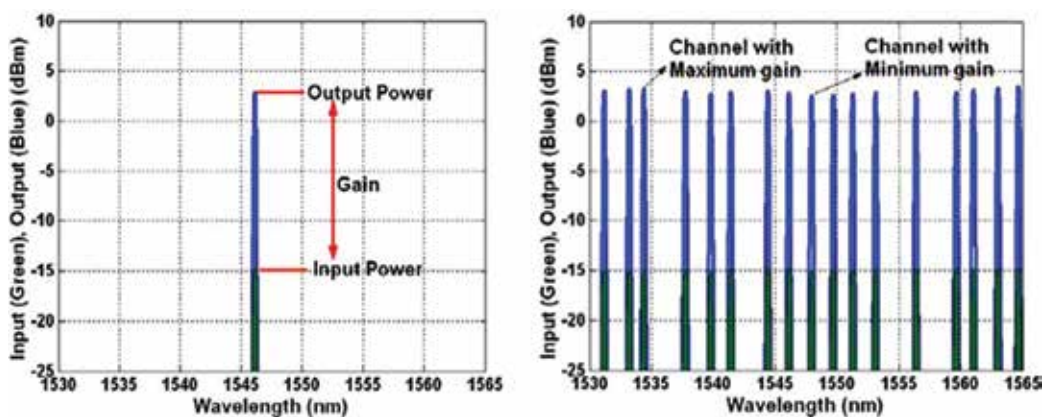 Input (Green), Output (Blue) (dBm)
10
5
0
-5
-10
-15
-20
-25
Output Power
Gain
Input Power
1530 1535 1540 1545 1550 1555 1560 1565
Wavelength (nm)
Input (Green), Output (Blue) (dBm)
10
5
0
-5
-10
-15
-20
-25
Channel with
Maximum gain
Channel with
Minimum gain
1530 1535 1540 1545 1550 1555 1560 1565
Wavelength (nm)